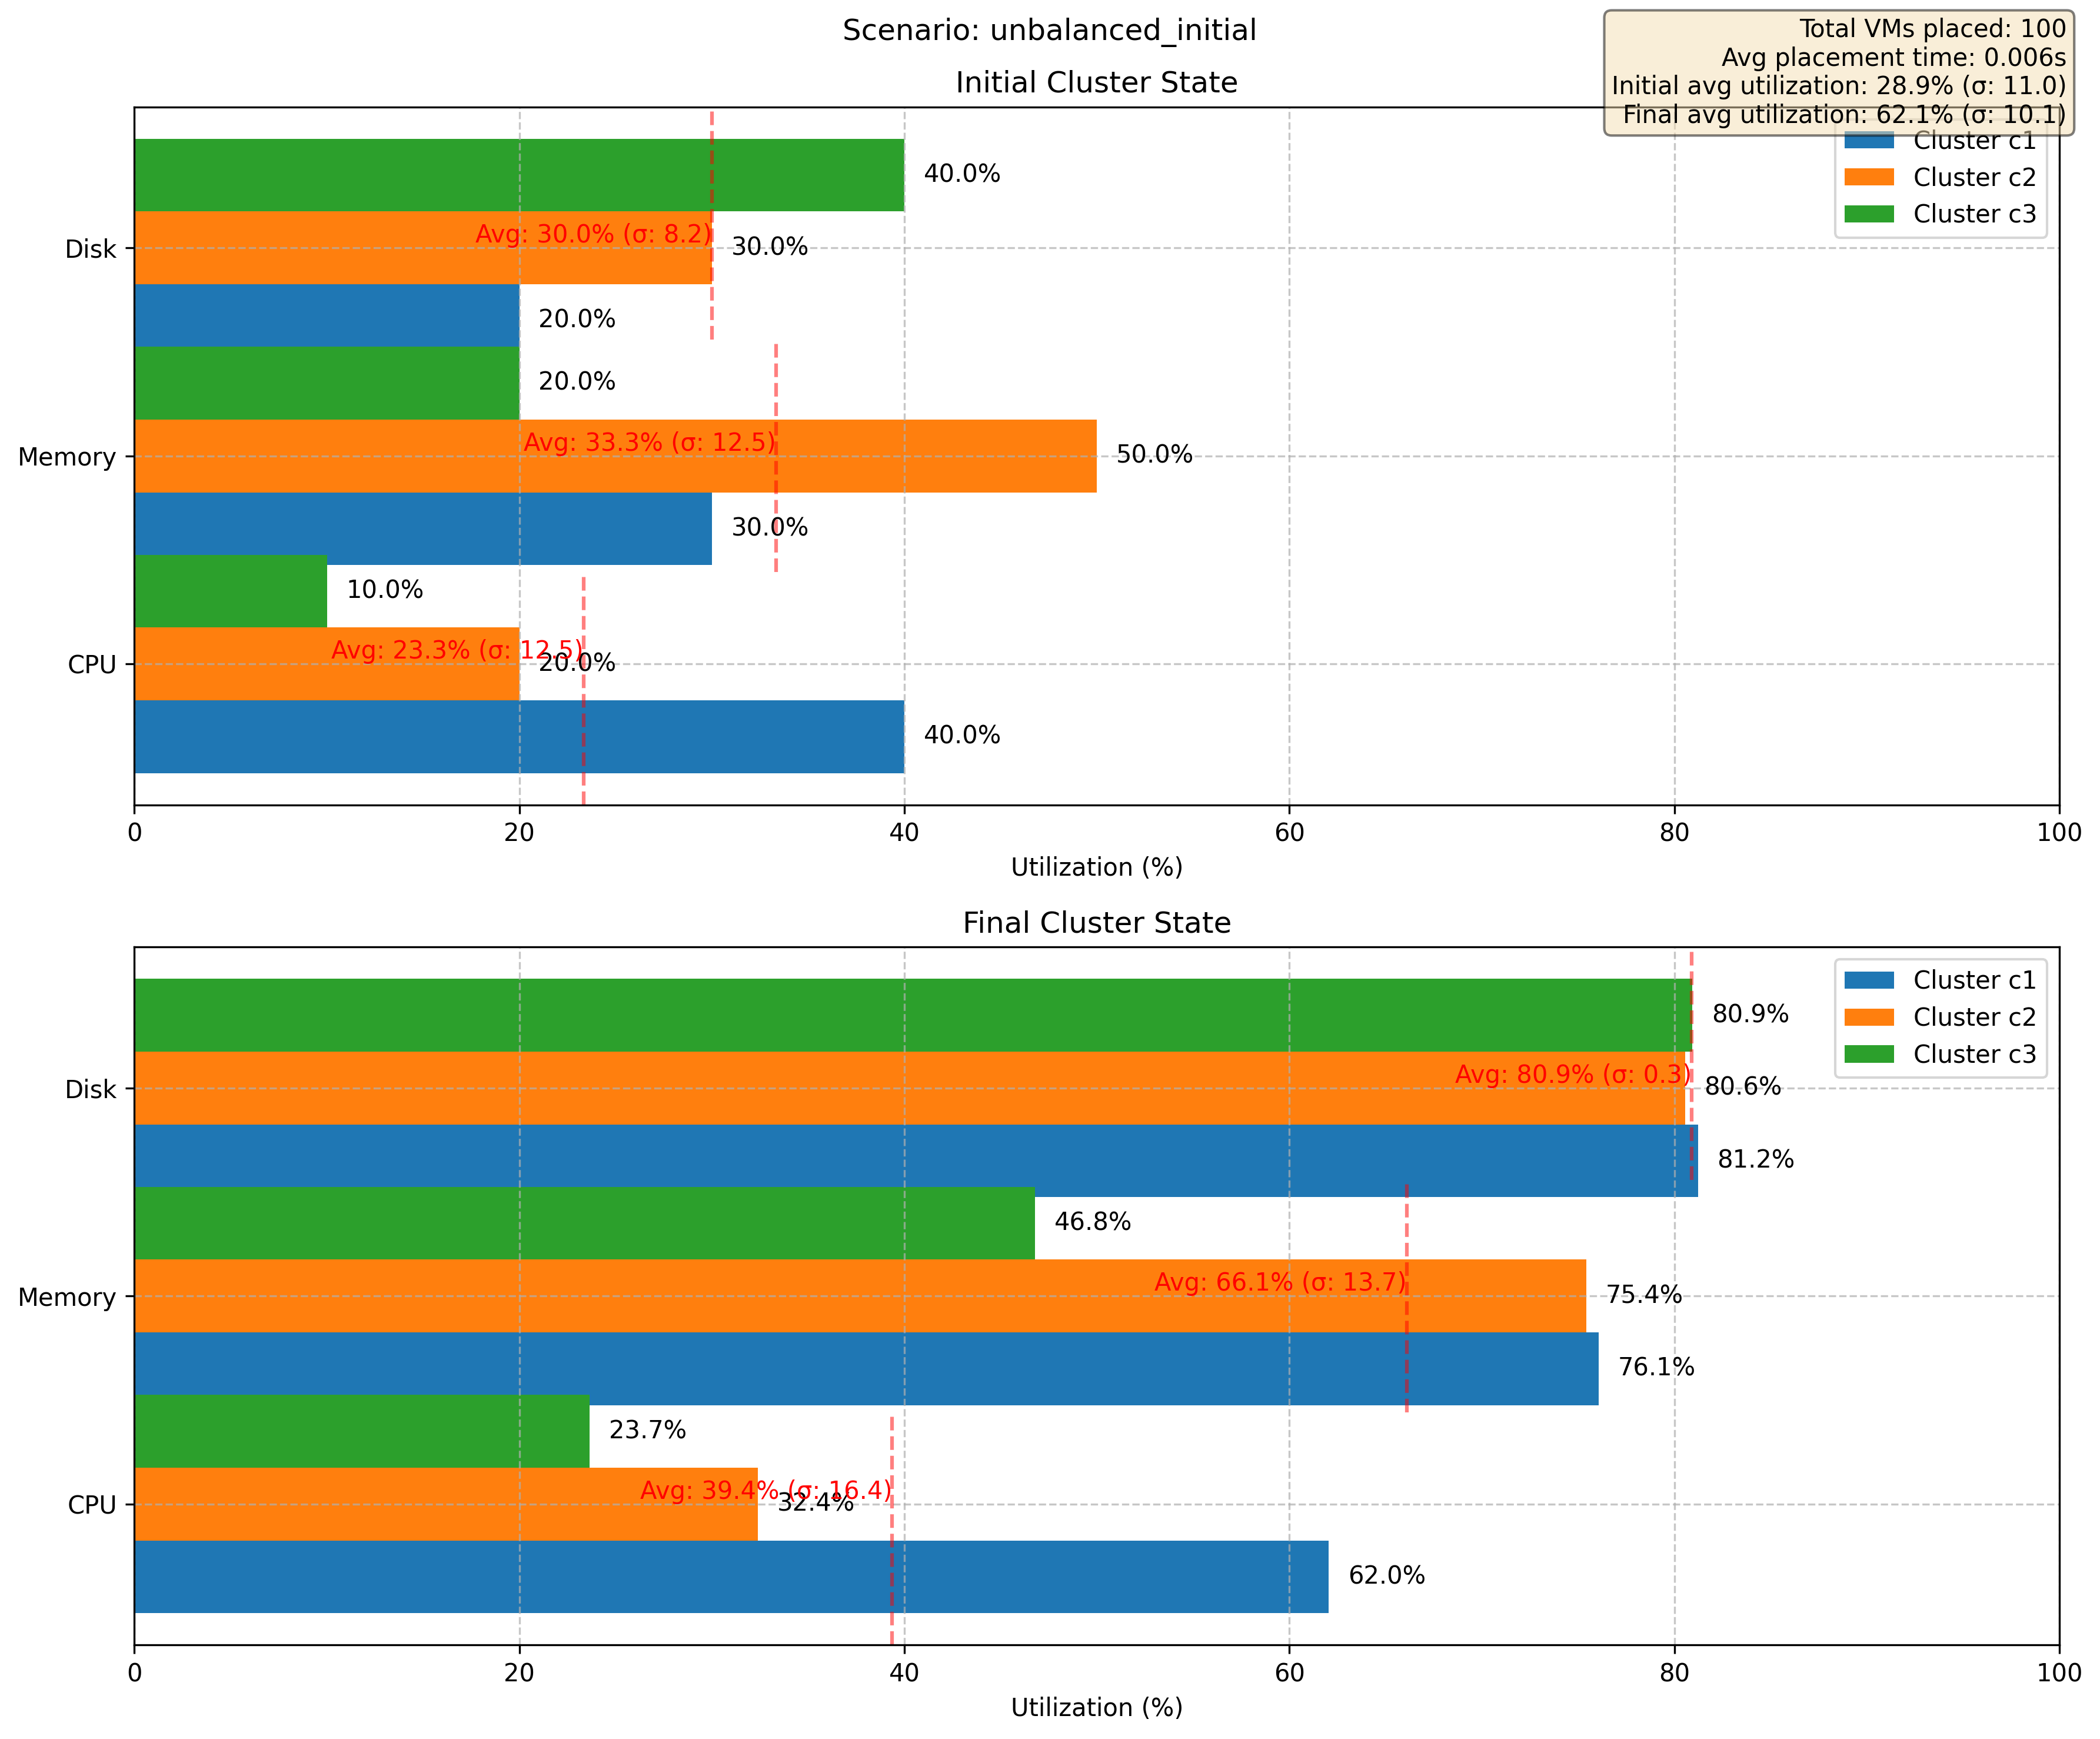 Scenario: unbalanced_initial
Total VMs placed: 100
Avg placement time: 0.006s
Initial avg utilization: 28.9% (σ: 11.0)
Final avg utilization: 62.1% (σ: 10.1)
Initial Cluster State
Cluster c1
Cluster c2
Cluster c3
40.0%
Disk
Avg: 30.0% (σ: 8.2)
30.0%
20.0%
20.0%
Memory
Avg: 33.3% (σ: 12.5)
50.0%
30.0%
10.0%
CPU
Avg: 23.3% (σ: 12.5)
20.0%
40.0%
0 20 40 60 80 100
Utilization (%)
Final Cluster State
Cluster c1
Cluster c2
Cluster c3
80.9%
Disk
Avg: 80.9% (σ: 0.3)
80.6%
81.2%
46.8%
Memory
Avg: 66.1% (σ: 13.7)
75.4%
76.1%
23.7%
CPU
Avg: 39.4% (σ: 16.4)
32.4%
62.0%
0 20 40 60 80 100
Utilization (%)